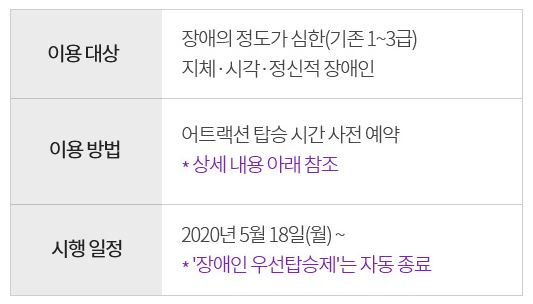 이용 대상
장애의 정도가 심한(기존 1~3급)
지체·시각·정신적 장애인
이용 방법
어트랙션 탑승 시간 사전 예약
* 상세 내용 아래 참조
시행 일정
2020년 5월 18일(월) ~
* '장애인 우선탑승제'는 자동 종료